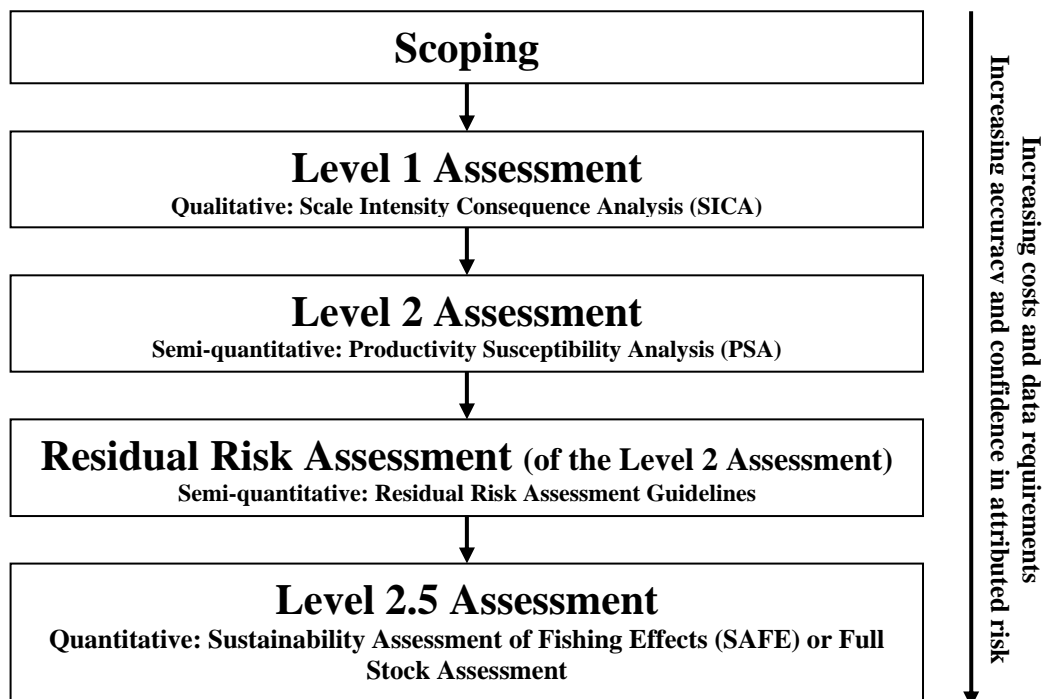 Scoping
Level 1 Assessment
Qualitative: Scale Intensity Consequence Analysis (SICA)
Level 2 Assessment
Semi-quantitative: Productivity Susceptibility Analysis (PSA)
Residual Risk Assessment (of the Level 2 Assessment)
Semi-quantitative: Residual Risk Assessment Guidelines
Level 2.5 Assessment
Quantitative: Sustainability Assessment of Fishing Effects (SAFE) or Full
Stock Assessment
Increasing costs and data requirements
Increasing accuracy and confidence in attributed risk